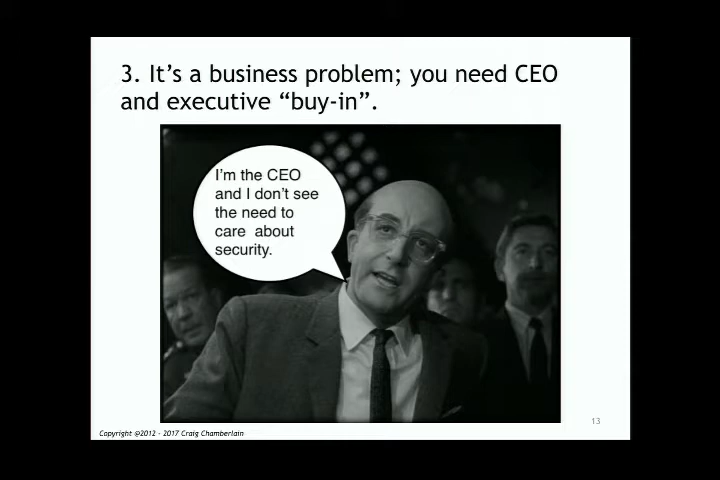 3. It’s a business problem; you need CEO
and executive “buy-in”.
I’m the CEO
and I don’t see
the need to
care about
security.
13
Copyright @2012 - 2017 Craig Chamberlain